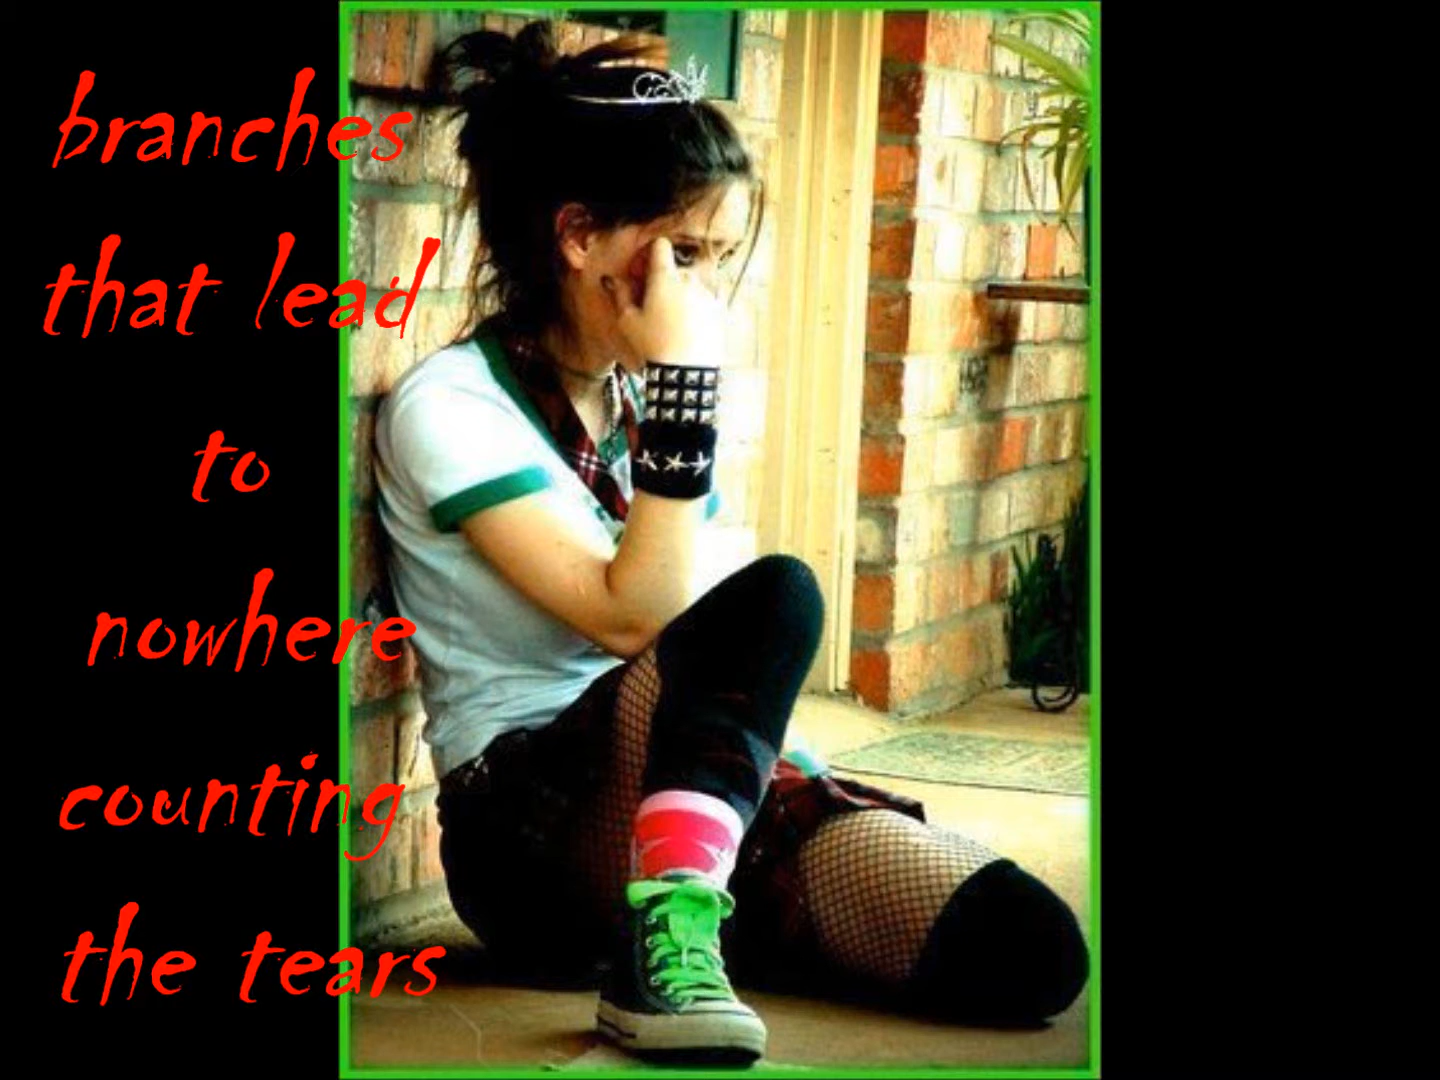 branches
that lead
to
nowhere
counting
the tears